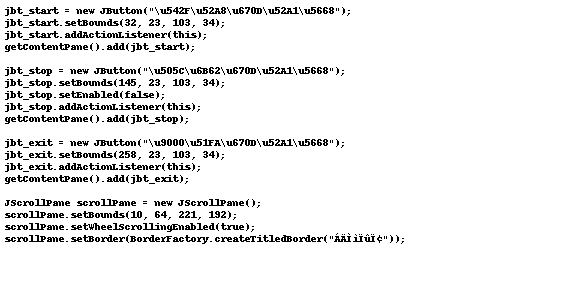 jbt_start = new JButton("\u542F\u52A8\u670D\u52A1\u5668");
jbt_start.setBounds(32, 23, 103, 34);
jbt_start.addActionListener(this);
getContentPane().add(jbt_start);
jbt_stop = new JButton("\u505C\u6B62\u670D\u52A1\u5668");
jbt_stop.setBounds(145, 23, 103, 34);
jbt_stop.setEnabled(false);
jbt_stop.addActionListener(this);
getContentPane().add(jbt_stop);
jbt_exit = new JButton("\u9000\u51FA\u670D\u52A1\u5668");
jbt_exit.setBounds(258, 23, 103, 34);
jbt_exit.addActionListener(this);
getContentPane().add(jbt_exit);
JScrollPane scrollPane = new JScrollPane();
scrollPane.setBounds(10, 64, 221, 192);
scrollPane.setWheelScrollingEnabled(true);
scrollPane.setBorder(BorderFactory.createTitledBorder("ÁÄÌìÏûÏ¢"));